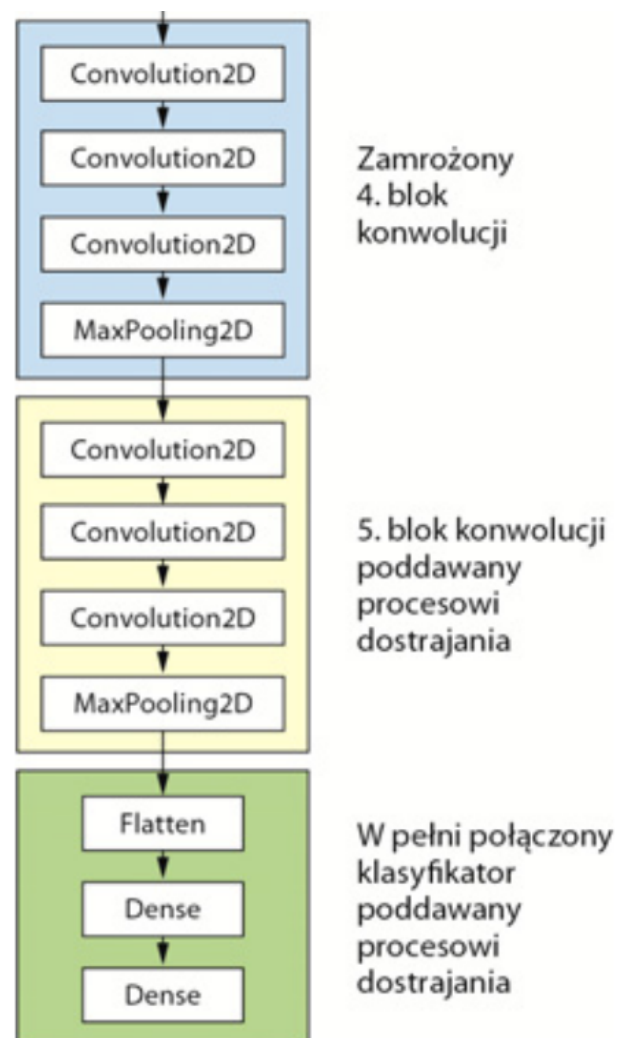 Convolution2D
Convolution2D
Convolution2D
MaxPooling2D
Zamrożony
4. blok
konwolucji
Convolution2D
Convolution2D
Convolution2D
MaxPooling2D
5. blok konwolucji
poddawany
procesowi
dostrajania
Flatten
Dense
Dense
W pełni połączony
klasyfikator
poddawany
procesowi
dostrajania